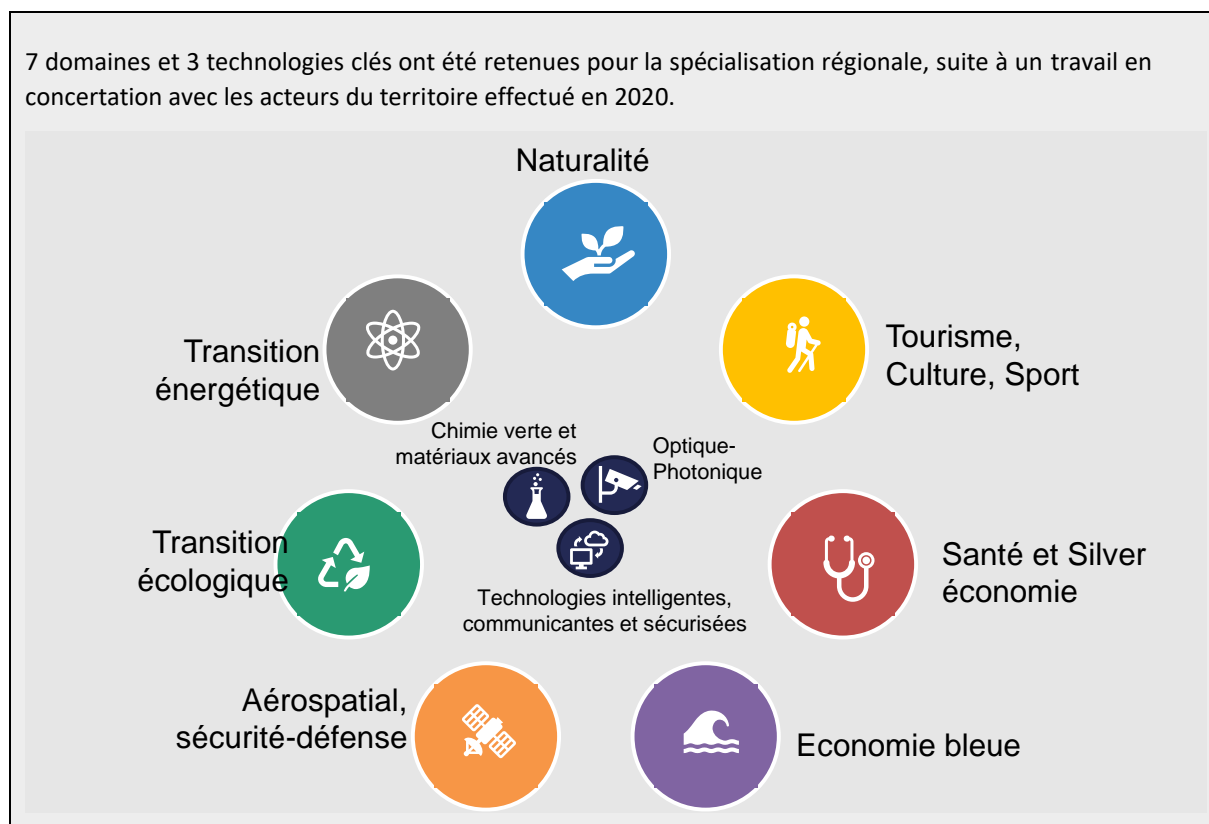 7 domaines et 3 technologies clés ont été retenues pour la spécialisation régionale, suite à un travail en
concertation avec les acteurs du territoire effectué en 2020.
Naturalité
Transition
énergétique
Tourisme,
Culture, Sport
Chimie verte et
matériaux avancés
Optique-
Photonique
Transition
écologique
Santé et Silver
économie
Technologies intelligentes,
communicantes et sécurisées
Aérospatial,
sécurité-défense
Economie bleue